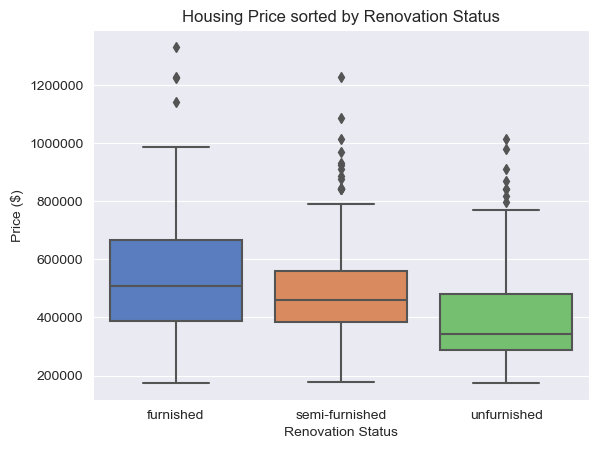 Housing Price sorted by Renovation Status
Price ($)
1200000
1000000
800000
600000
400000
200000
furnished
semi-furnished
unfurnished
Renovation Status